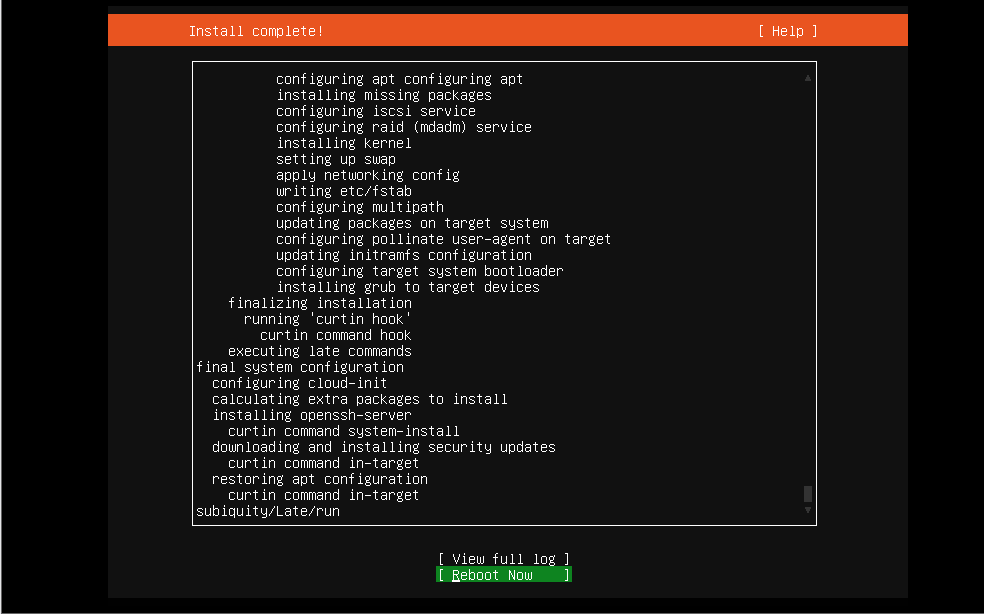 Install complete! [ Help ]
configuring apt configuring apt
installing missing packages
configuring iscsi service
configuring raid (mdadm) service
installing kernel
setting up swap
apply networking config
writing etc/fstab
configuring multipath
updating packages on target system
configuring pollinate user-agent on target
updating initramfs configuration
configuring target system bootloader
installing grub to target devices
finalizing installation
running 'curtin hook'
curtin command hook
executing late commands
final system configuration
configuring cloud-init
calculating extra packages to install
installing openssh-server
curtin command system-install
downloading and installing security updates
curtin command in-target
restoring apt configuration
curtin command in-target
subiquity/Late/run
[ View full log ]
[ Reboot Now ]